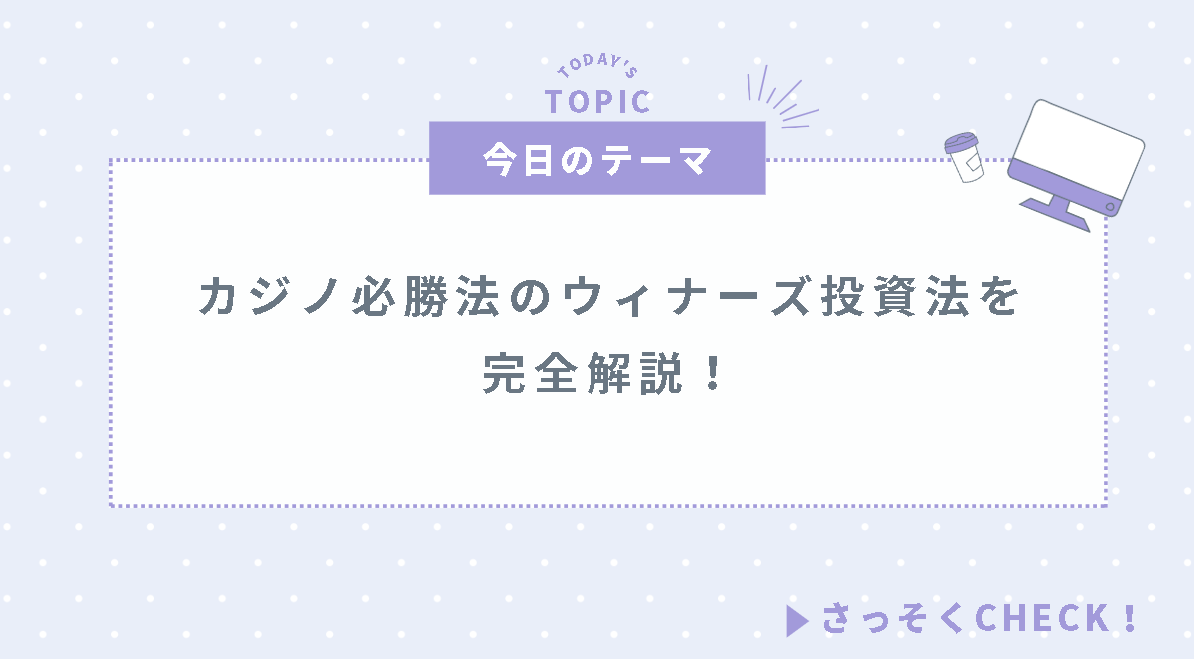 TODAY'S
TOPIC
今日のテーマ
カジノ必勝法のウィナーズ投資法を
完全解説！
▶さっそくCHECK！